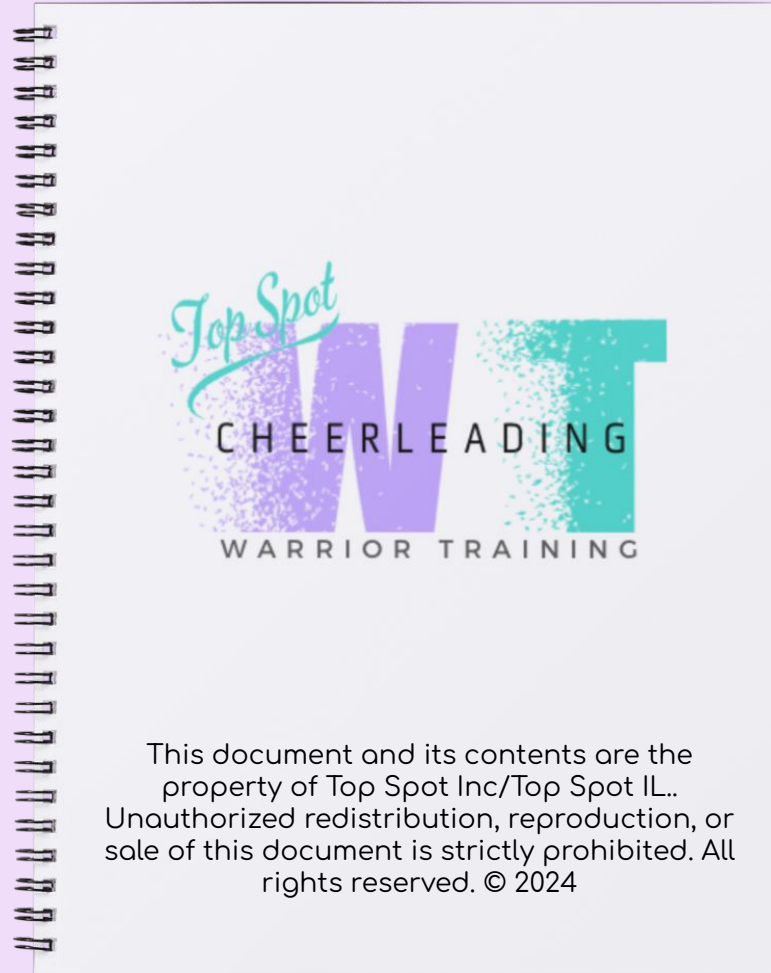 Top Spot
WT
CHEERLEADING
WARRIOR TRAINING
This document and its contents are the
property of Top Spot Inc/Top Spot IL..
Unauthorized redistribution, reproduction, or
sale of this document is strictly prohibited. All
rights reserved. © 2024